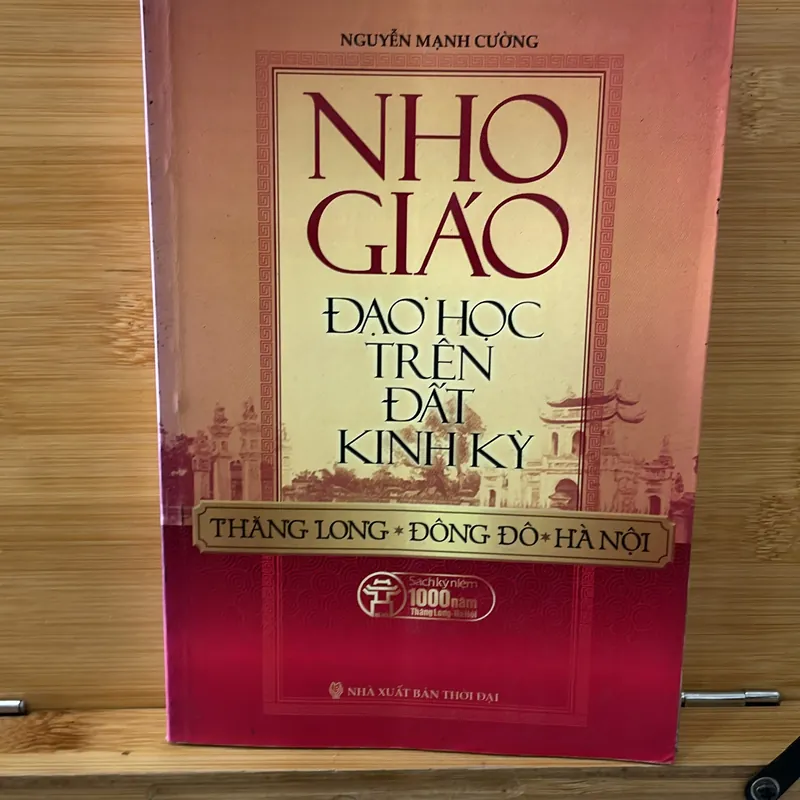 NGUYỄN MẠNH CƯỜNG
NHO
GIÁO
ĐẠO HỌC
TRÊN
ĐẤT
KINH KỲ
THĂNG LONG * ĐÔNG ĐÔ * HÀ NỘI
Sách kỷ niệm
1000 năm
Thăng Long-Hà Nội
NHÀ XUẤT BẢN THỜI ĐẠI